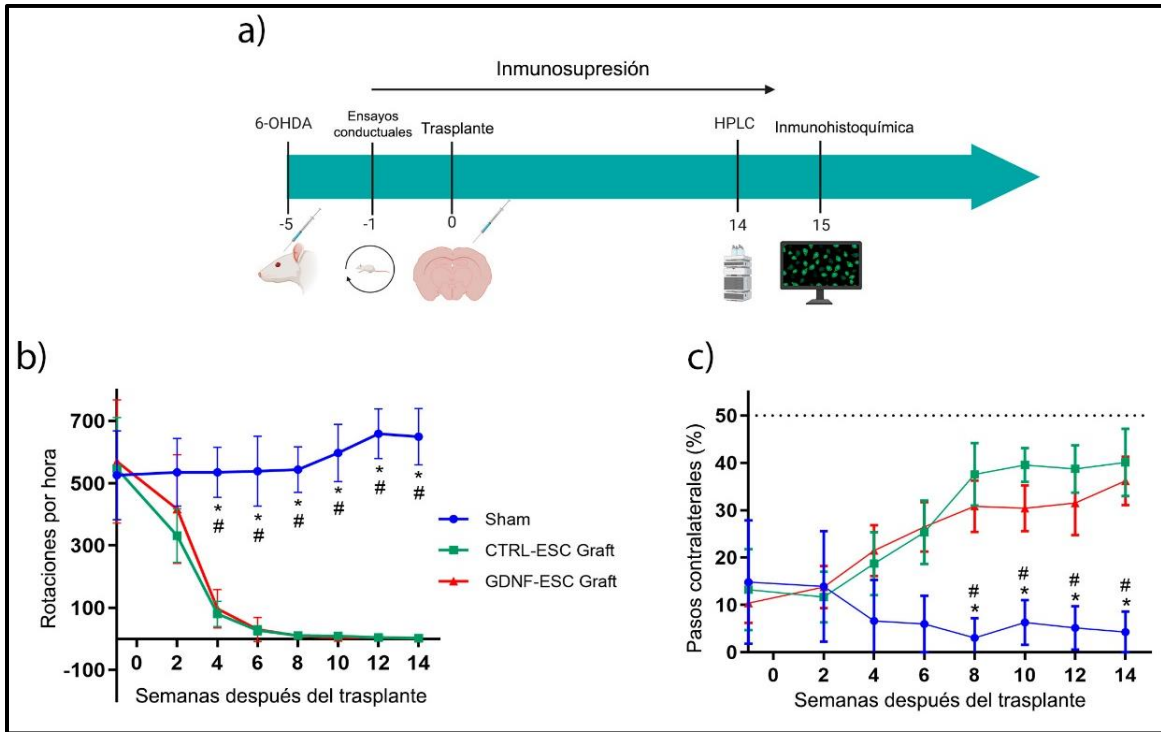 a)
Inmunosupresión
6-OHDA
Ensayos
conductuales
Trasplante
HPLC
Inmunohistoquímica
-5
-1
0
14
15
b)
Rotaciones por hora
700
500
300
100
-100
* # * # * # * # * # * #
0 2 4 6 8 10 12 14
Semanas después del trasplante
Sham
CTRL-ESC Graft
GDNF-ESC Graft
c)
Pasos contralaterales (%)
50
40
30
20
10
0
# * # * # * # *
0 2 4 6 8 10 12 14
Semanas después del trasplante